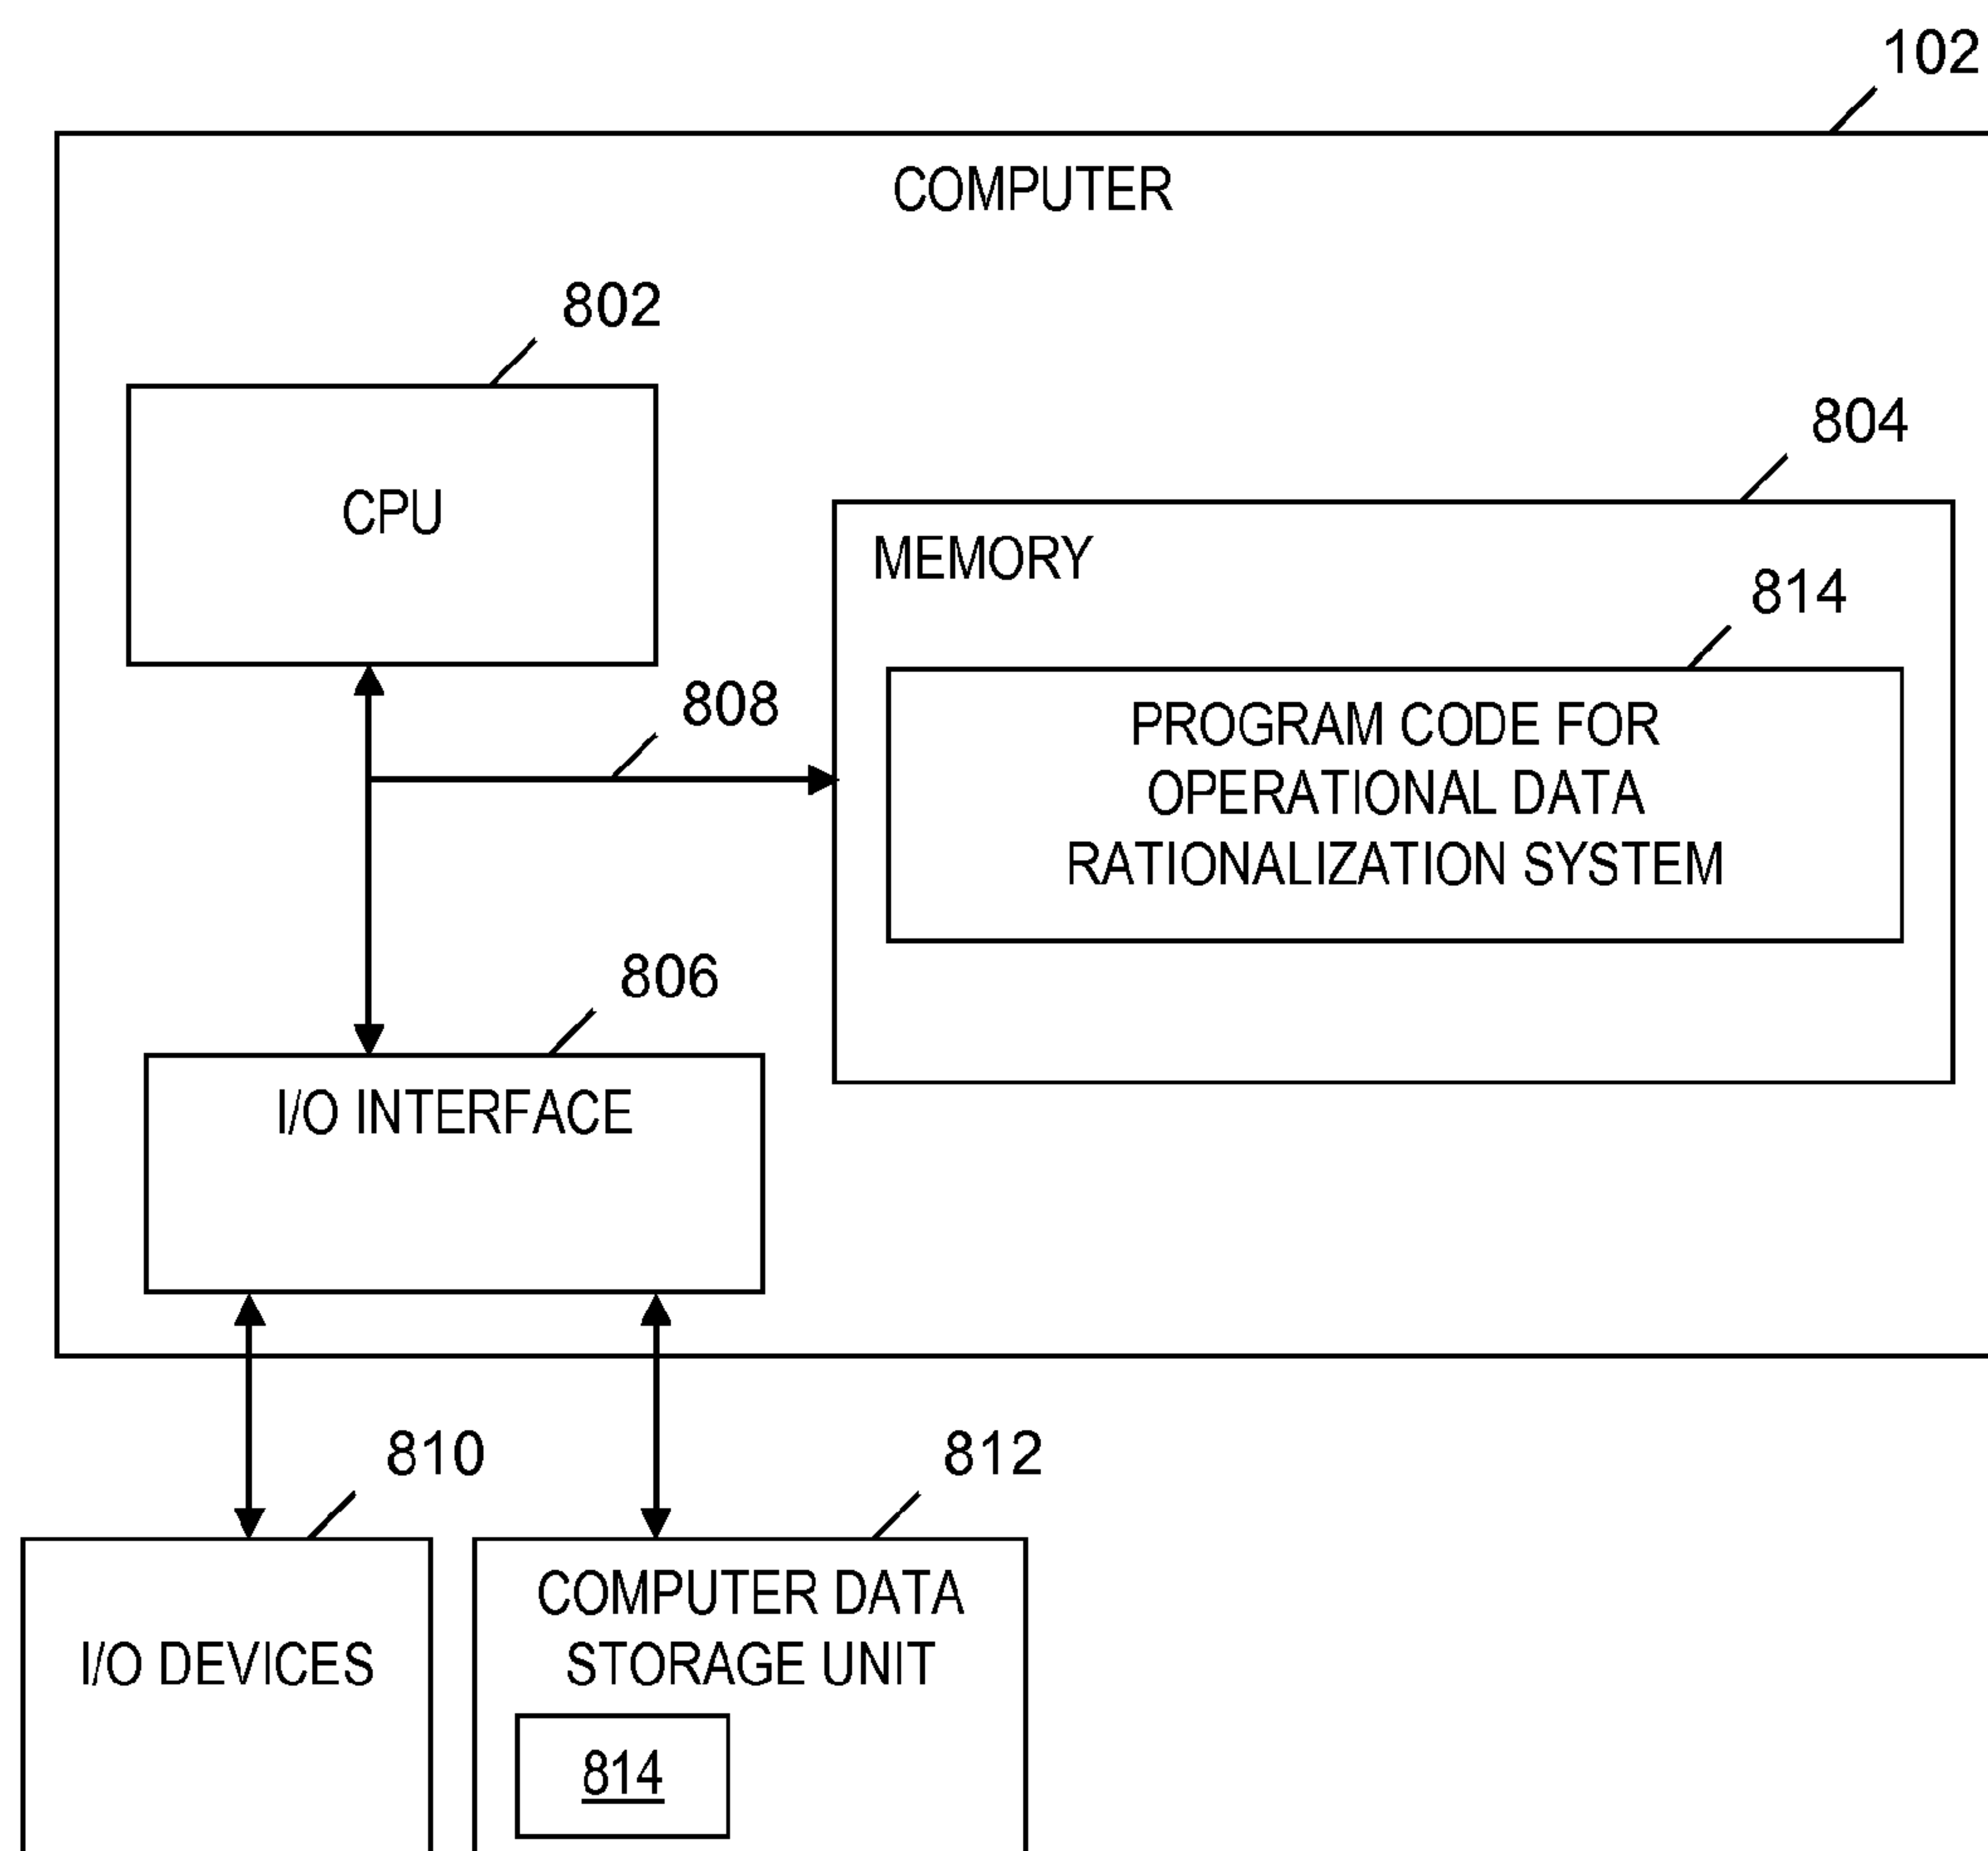 102
COMPUTER
802
CPU
804
MEMORY
814
PROGRAM CODE FOR
OPERATIONAL DATA
RATIONALIZATION SYSTEM
808
806
I/O INTERFACE
810
I/O DEVICES
812
COMPUTER DATA
STORAGE UNIT
814